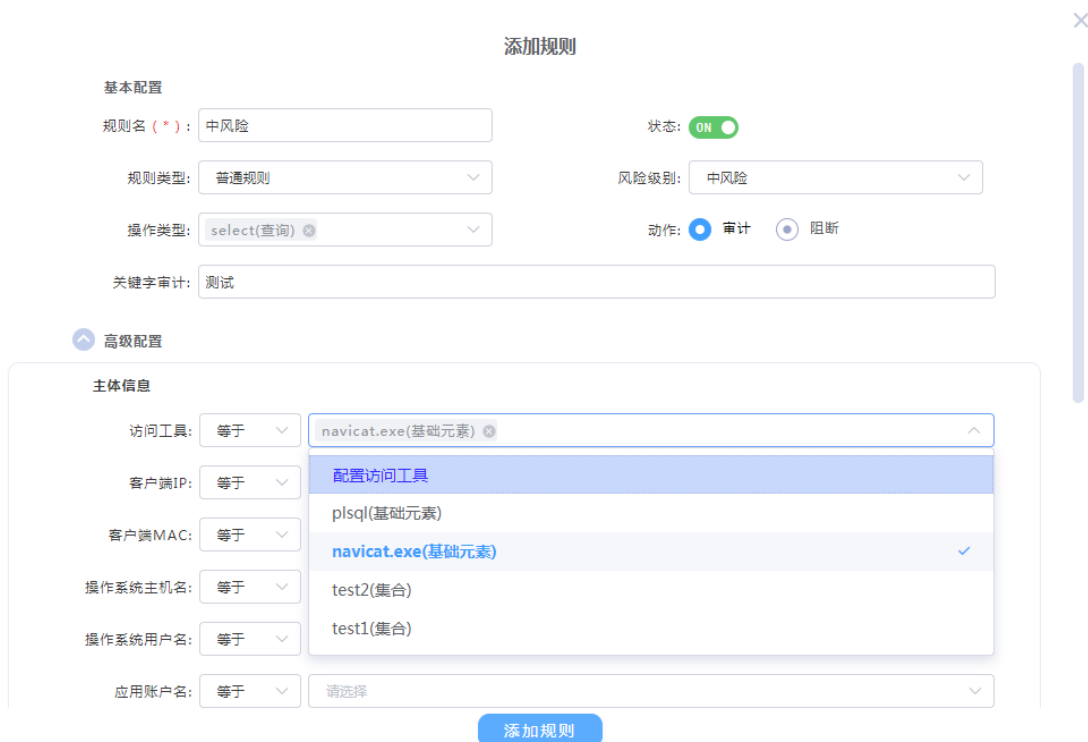 添加规则
基本配置
规则名(*): 中风险 状态: ON
规则类型: 普通规则 风险级别: 中风险
操作类型: select(查询) 动作: 审计 阻断
关键字审计: 测试
高级配置
主体信息
访问工具: 等于 navicat.exe(基础元素)
配置访问工具
客户端IP: 等于
plsql(基础元素)
客户端MAC: 等于
navicat.exe(基础元素)
操作系统主机名: 等于
test2(集合)
操作系统用户名: 等于
test1(集合)
应用账户名: 等于 请选择
添加规则